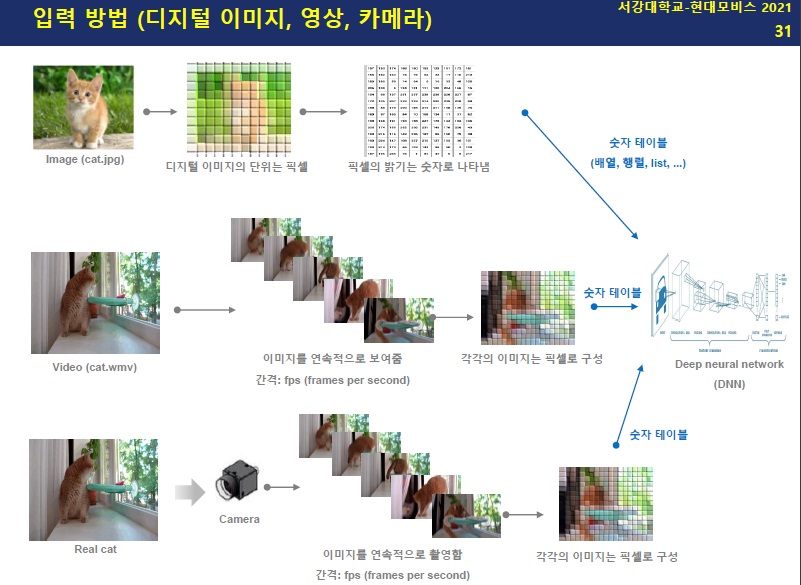 입력 방법 (디지털 이미지, 영상, 카메라)
서강대학교-현대모비스 2021
31
Image (cat.jpg)
디지털 이미지의 단위는 픽셀
픽셀의 밝기는 숫자로 나타냄
숫자 테이블
(배열, 행렬, list, ...)
Video (cat.wmv)
이미지를 연속적으로 보여줌
간격: fps (frames per second)
각각의 이미지는 픽셀로 구성
숫자 테이블
Deep neural network
(DNN)
숫자 테이블
Real cat
Camera
이미지를 연속적으로 촬영함
간격: fps (frames per second)
각각의 이미지는 픽셀로 구성